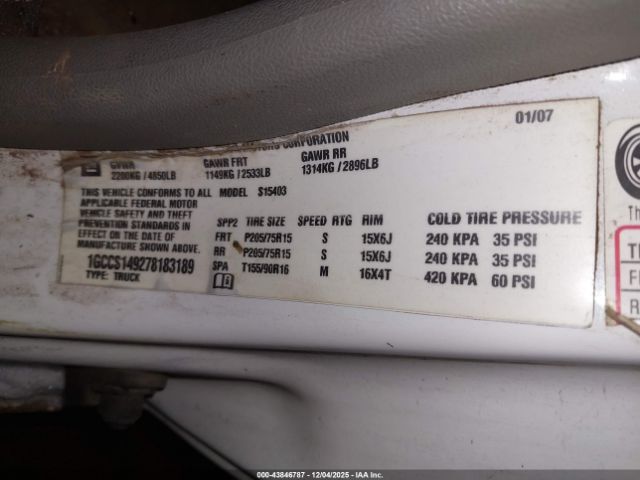 01/07
CORPORATION
GVWR GAWR FRT GAWR RR
2200KG/4850LB 1149KG/2533LB 1314KG/2896LB
THIS VEHICLE CONFORMS TO ALL MODEL S15403
APPLICABLE FEDERAL MOTOR
VEHICLE SAFETY AND THEFT
PREVENTION STANDARDS IN
EFFECT ON THE DATE OF
MANUFACTURE SHOWN ABOVE.
1GCCS149278183189
TYPE: TRUCK
SPP2 TIRE SIZE SPEED RTG RIM COLD TIRE PRESSURE
FRT P205/75R15 S 15X6J 240 KPA 35 PSI
RR P205/75R15 S 15X6J 240 KPA 35 PSI
SPA T155/90R16 M 16X4T 420 KPA 60 PSI
Th
TI
F
R
000-43846787 - 12/04/2025 - IAA Inc.